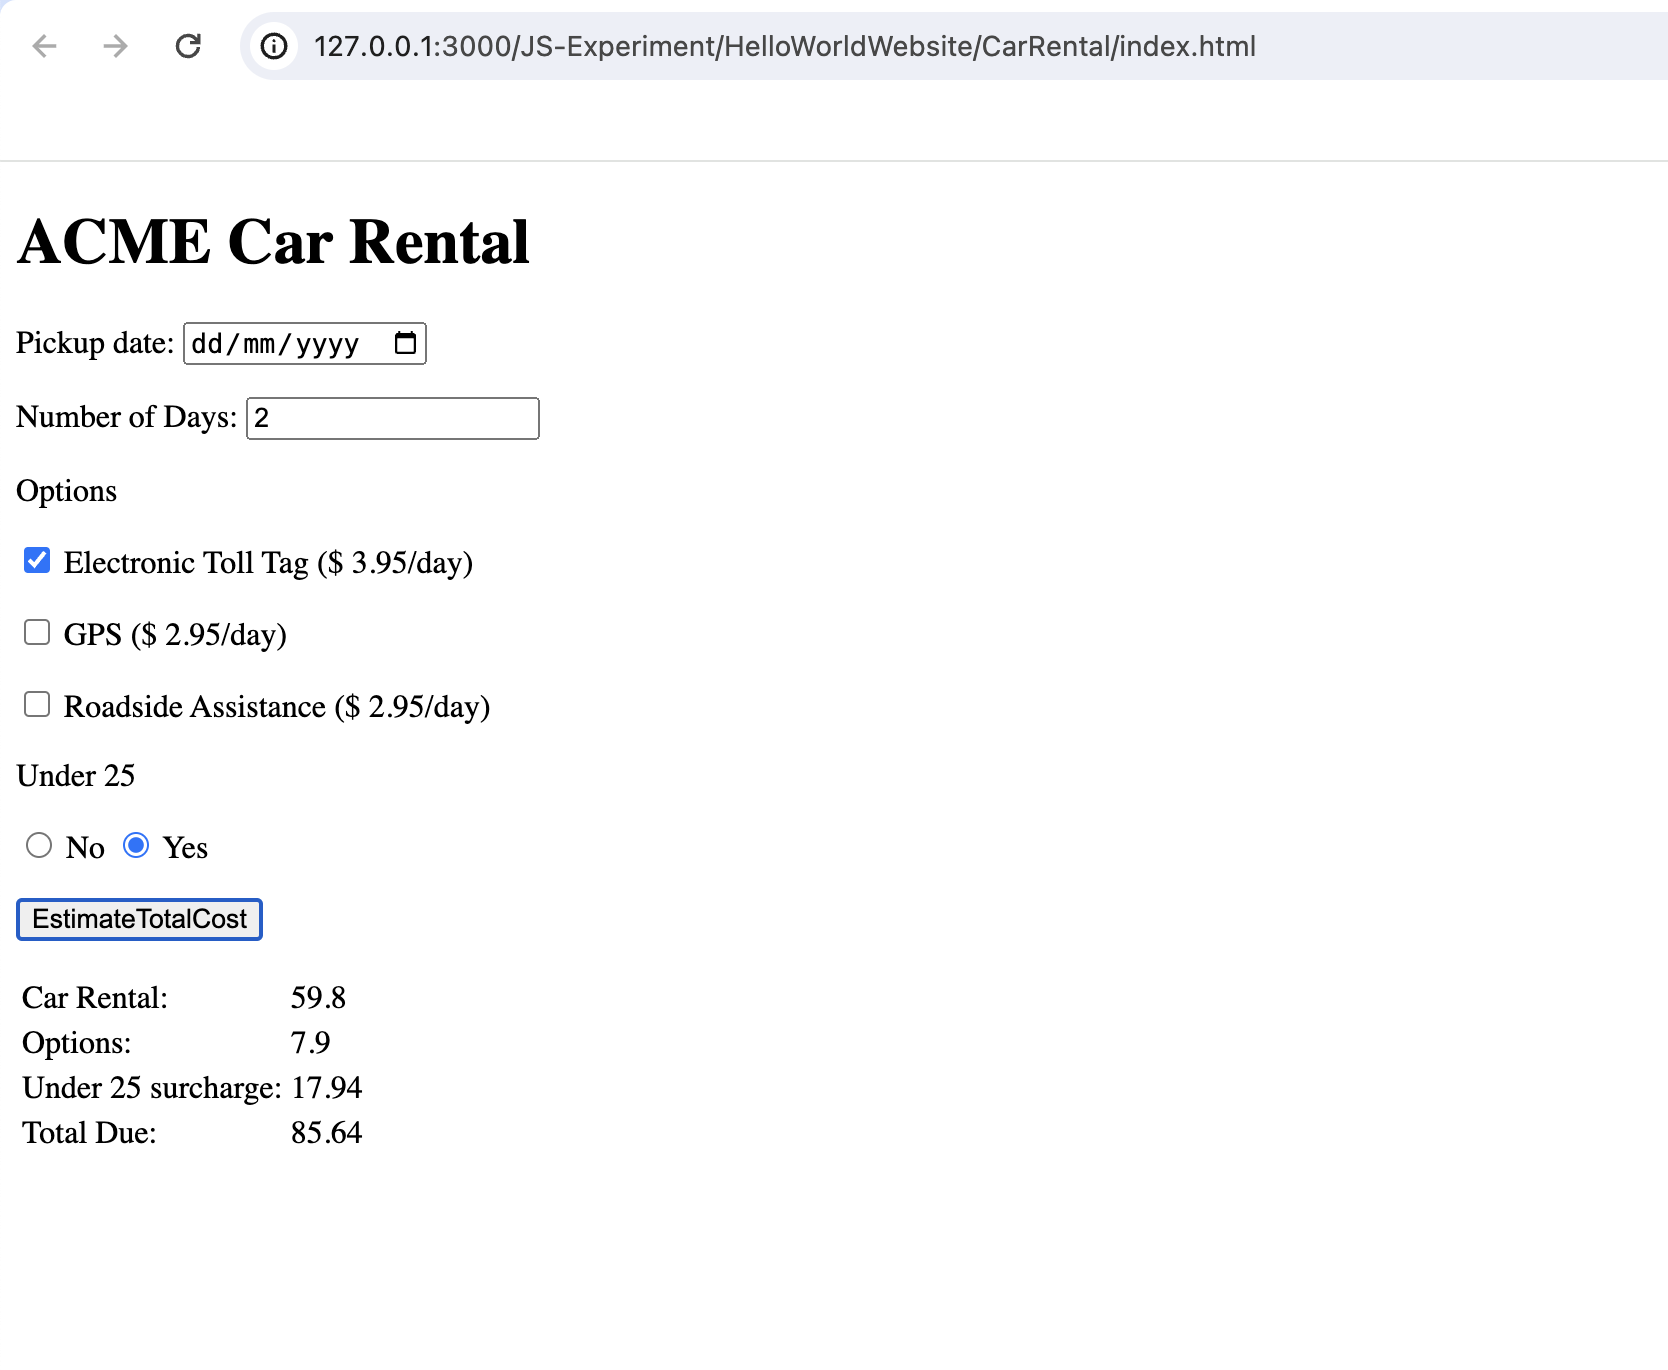 127.0.0.1:3000/JS-Experiment/HelloWorldWebsite/CarRental/index.html
ACME Car Rental
Pickup date: dd/mm/yyyy
Number of Days: 2
Options
Electronic Toll Tag ($ 3.95/day)
GPS ($ 2.95/day)
Roadside Assistance ($ 2.95/day)
Under 25
No Yes
EstimateTotalCost
Car Rental: 59.8
Options: 7.9
Under 25 surcharge: 17.94
Total Due: 85.64